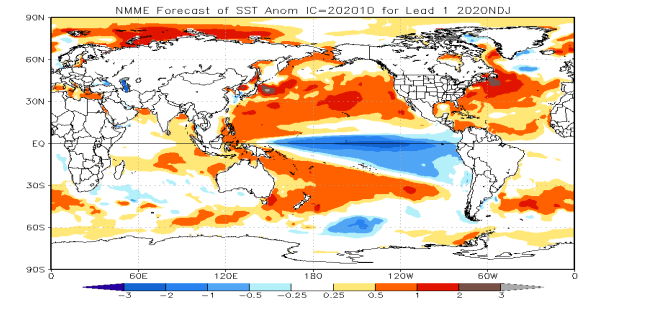 NMME Forecast of SST Anom IC=202010 for Lead 1 2020NDJ
90N
60N
30N
EQ
30S
60S
90S
0 60E 120E 180 120W 60W 0
-3 -2 -1 -0.5 -0.25 0.25 0.5 1 2 3